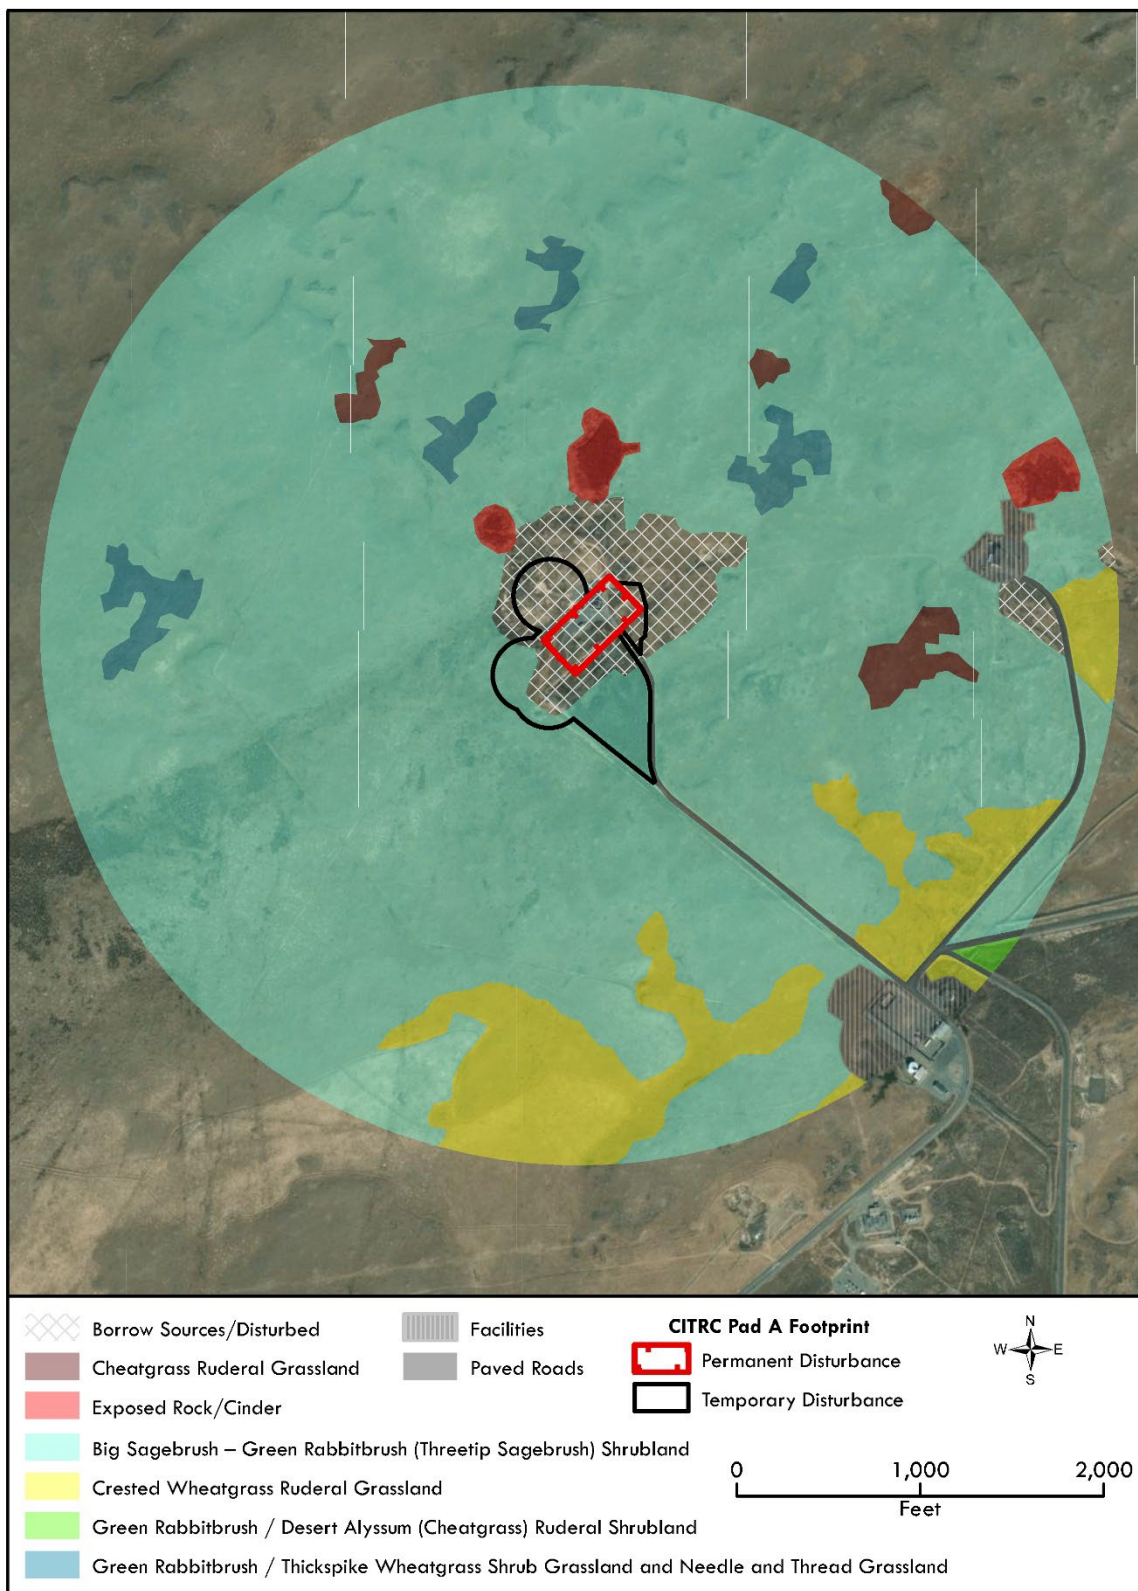 Borrow Sources/Disturbed
Cheatgrass Ruderal Grassland
Exposed Rock/Cinder
Big Sagebrush – Green Rabbitbrush (Threetip Sagebrush) Shrubland
Crested Wheatgrass Ruderal Grassland
Green Rabbitbrush / Desert Alyssum (Cheatgrass) Ruderal Shrubland
Green Rabbitbrush / Thickspike Wheatgrass Shrub Grassland and Needle and Thread Grassland
Facilities
Paved Roads
CITRC Pad A Footprint
Permanent Disturbance
Temporary Disturbance
N
W E
S
0 1,000 2,000
Feet